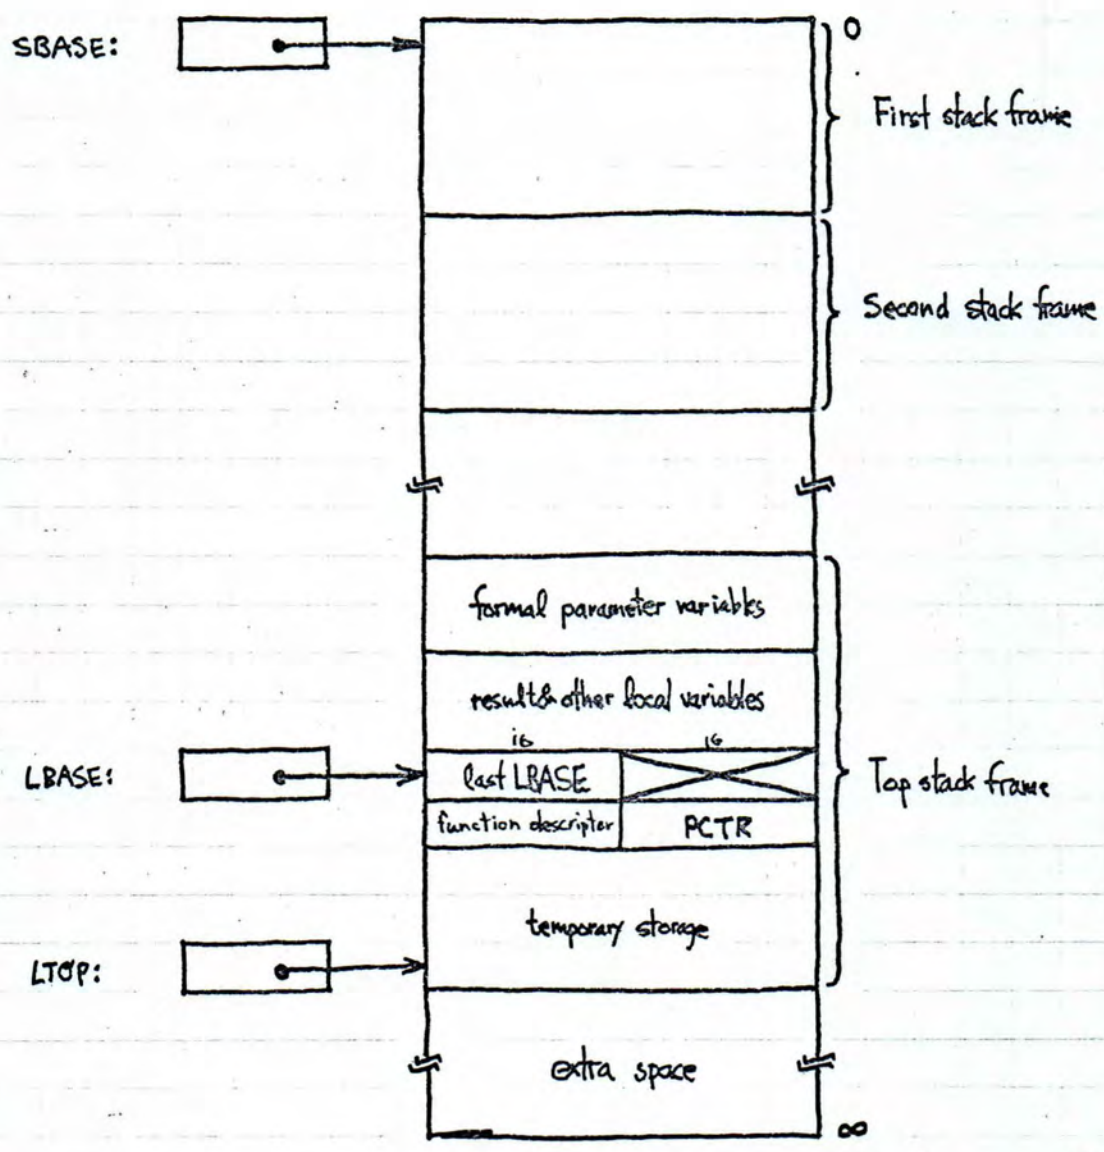 SBASE:
0
First stack frame
Second stack frame
formal parameter variables
result & other local variables
16 16
LBASE:
last LBASE
Top stack frame
function descripter PCTR
temporary storage
LTOP:
extra space
∞